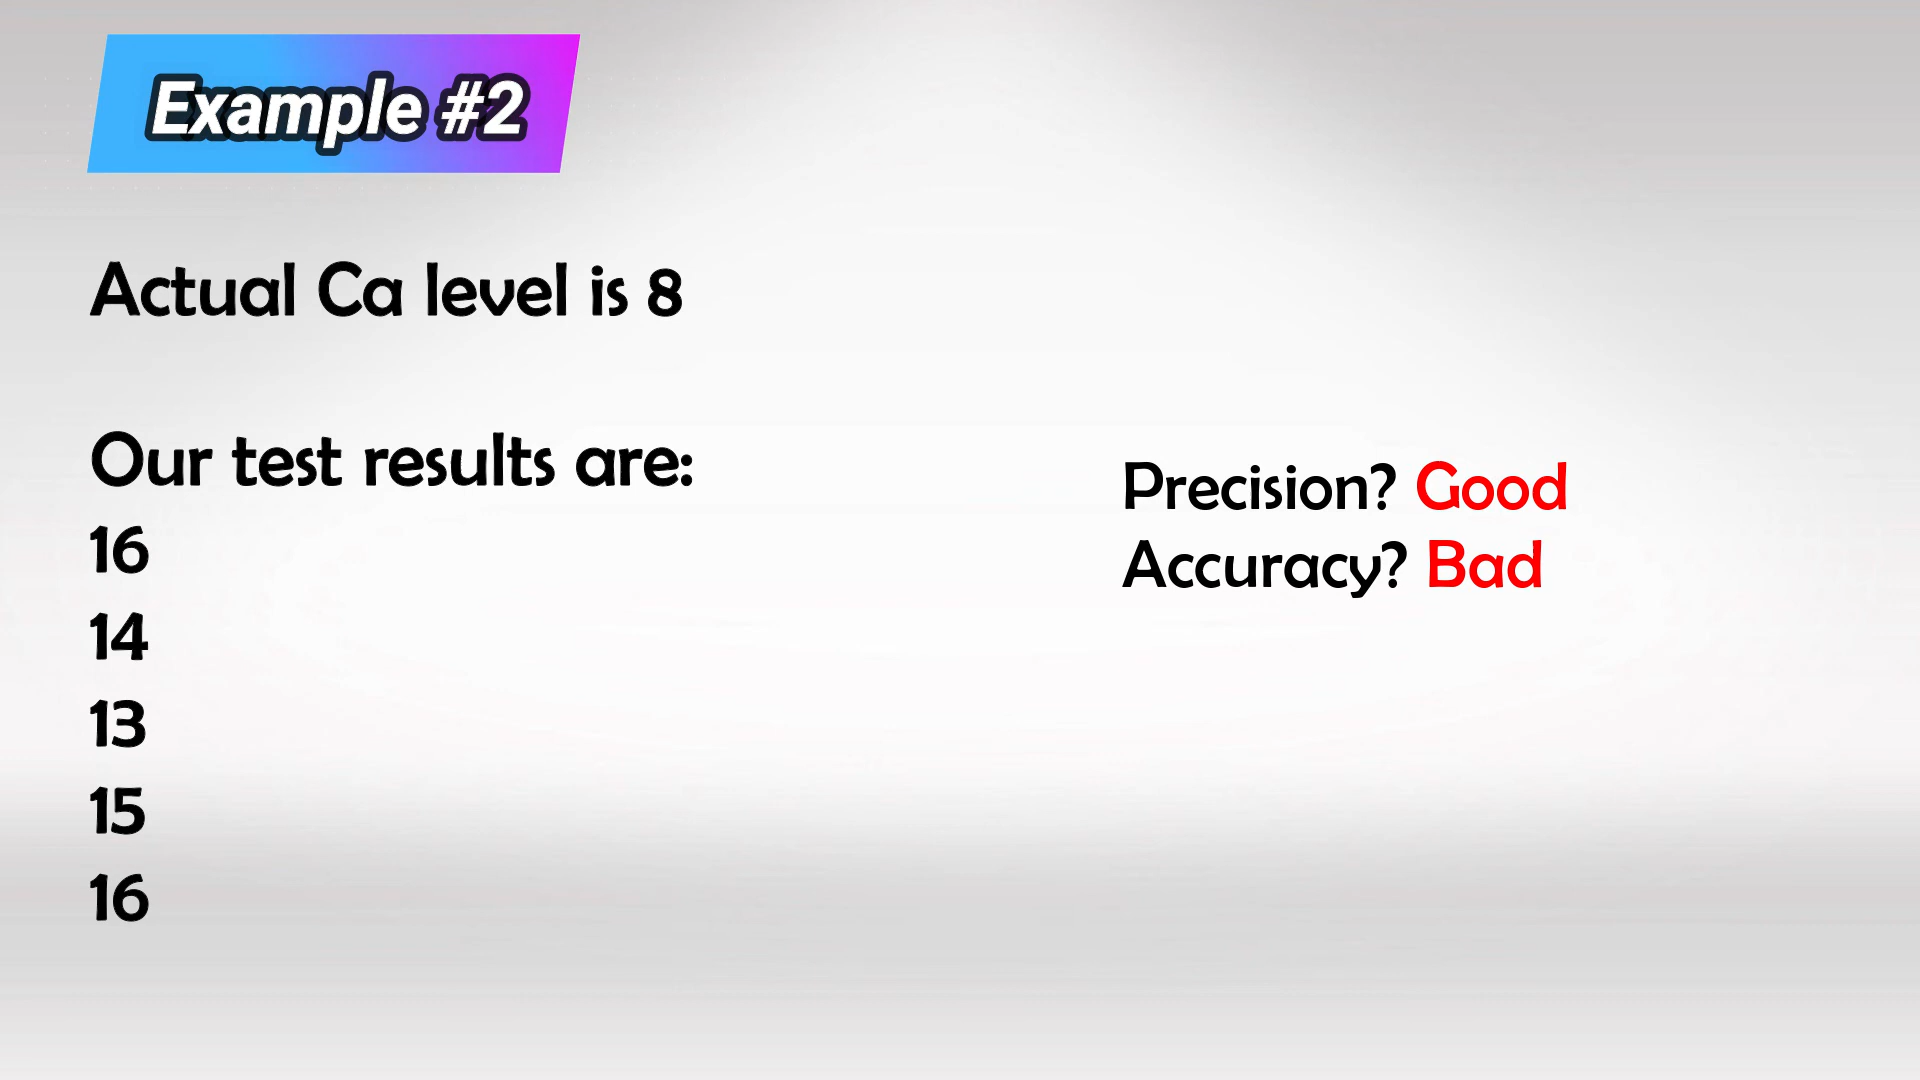 Example #2
Actual Ca level is 8
Our test results are:
16
14
13
15
16
Precision? Good
Accuracy? Bad